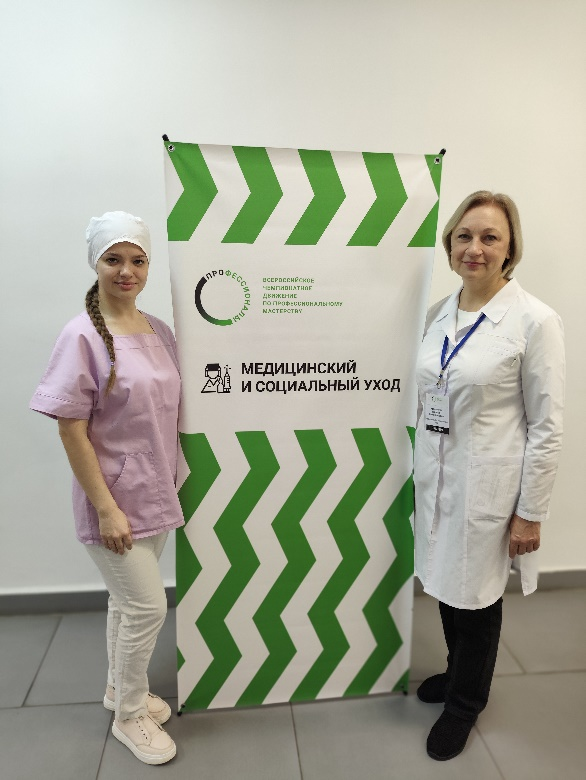 ПРОФЕССИОНАЛЫ
ВСЕРОССИЙСКОЕ
ЧЕМПИОНАТНОЕ
ДВИЖЕНИЕ
ПО ПРОФЕССИОНАЛЬНОМУ
МАСТЕРСТВУ
МЕДИЦИНСКИЙ
И СОЦИАЛЬНЫЙ УХОД